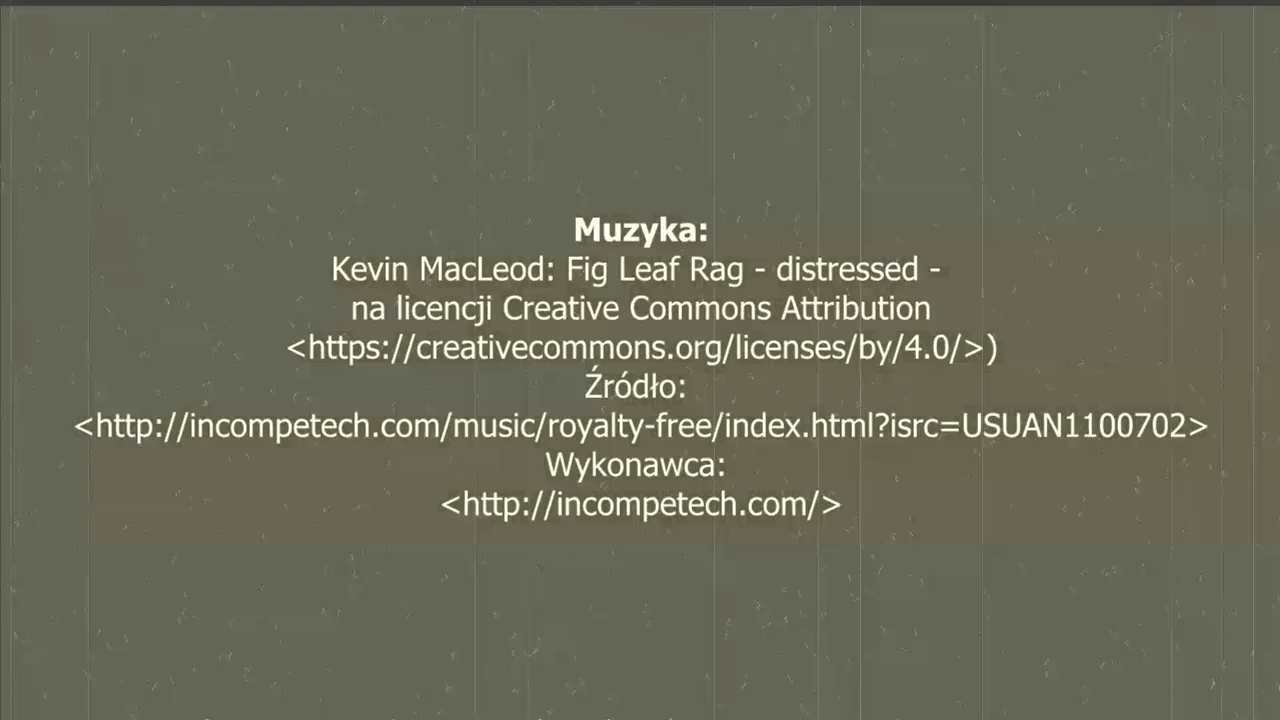 Muzyka:
Kevin MacLeod: Fig Leaf Rag - distressed -
na licencji Creative Commons Attribution
<https://creativecommons.org/licenses/by/4.0/>)
Źródło:
<http://incompetech.com/music/royalty-free/index.html?isrc=USUAN1100702>
Wykonawca:
<http://incompetech.com/>